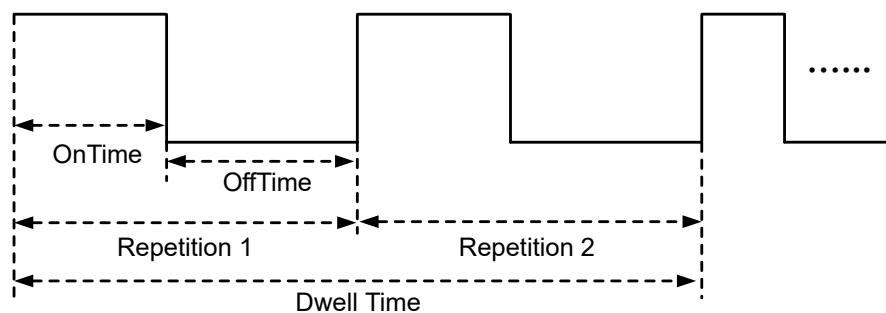 ......
OnTime
OffTime
Repetition 1
Repetition 2
Dwell Time